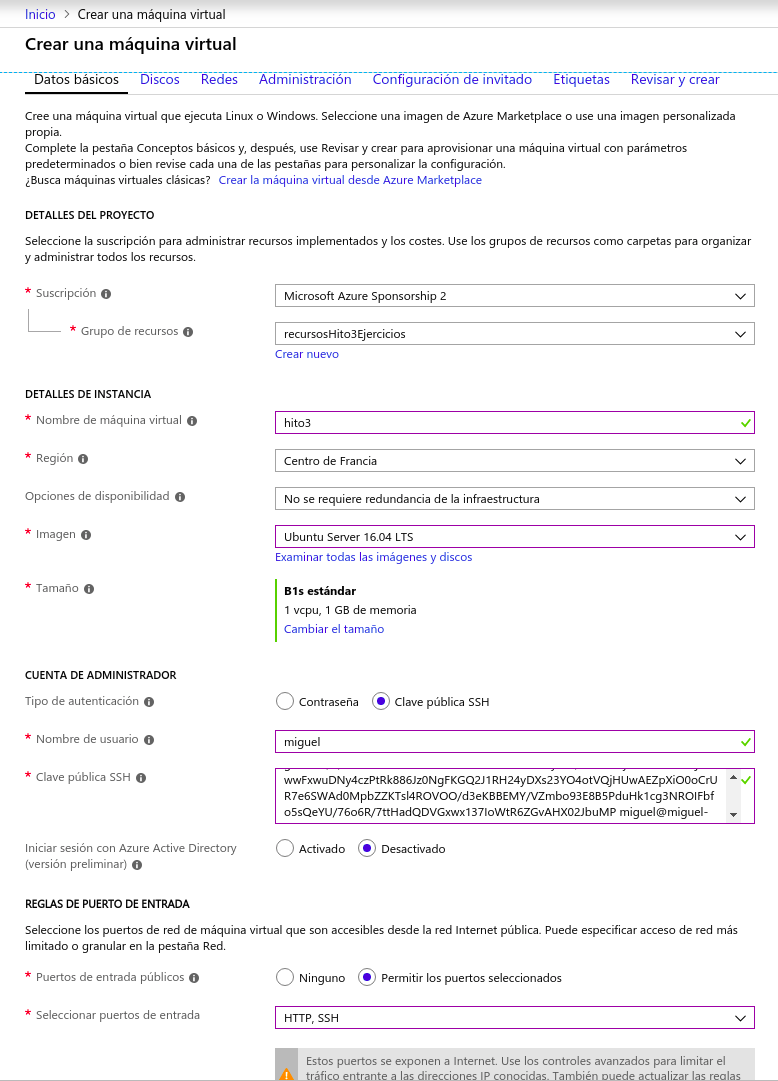 Inicio > Crear una máquina virtual
Crear una máquina virtual
Datos básicos Discos Redes Administración Configuración de invitado Etiquetas Revisar y crear
Cree una máquina virtual que ejecuta Linux o Windows. Seleccione una imagen de Azure Marketplace o use una imagen personalizada
propia.
Complete la pestaña Conceptos básicos y, después, use Revisar y crear para aprovisionar una máquina virtual con parámetros
predeterminados o bien revise cada una de las pestañas para personalizar la configuración.
¿Busca máquinas virtuales clásicas? Crear la máquina virtual desde Azure Marketplace
DETALLES DEL PROYECTO
Seleccione la suscripción para administrar recursos implementados y los costes. Use los grupos de recursos como carpetas para organizar
y administrar todos los recursos.
* Suscripción Microsoft Azure Sponsorship 2
* Grupo de recursos recursosHito3Ejercicios
Crear nuevo
DETALLES DE INSTANCIA
* Nombre de máquina virtual hito3
* Región Centro de Francia
Opciones de disponibilidad No se requiere redundancia de la infraestructura
* Imagen Ubuntu Server 16.04 LTS
Examinar todas las imágenes y discos
* Tamaño B1s estándar
1 vcpu, 1 GB de memoria
Cambiar el tamaño
CUENTA DE ADMINISTRADOR
Tipo de autenticación Contraseña Clave pública SSH
* Nombre de usuario miguel
* Clave pública SSH wwFxwuDNy4czPtRk886Jz0NgFKGQ2J1RH24yDXs23YO4otVQjHUwAEZpXiO0oCrU
R7e6SWAd0MpbZZKTsl4ROVOO/d3eKBBEMY/VZmbo93E8B5PduHk1cg3NROIFbf
o5sQeYU/76o6R/7ttHadQDVGxwx137IoWtR6ZGvAHX02JbuMP miguel@miguel-
Iniciar sesión con Azure Active Directory
(versión preliminar) Activado Desactivado
REGLAS DE PUERTO DE ENTRADA
Seleccione los puertos de red de máquina virtual que son accesibles desde la red Internet pública. Puede especificar acceso de red más
limitado o granular en la pestaña Red.
* Puertos de entrada públicos Ninguno Permitir los puertos seleccionados
* Seleccionar puertos de entrada HTTP, SSH
Estos puertos se exponen a Internet. Use los controles avanzados para limitar el
tráfico entrante a las direcciones IP conocidas. También puede actualizar las reglas